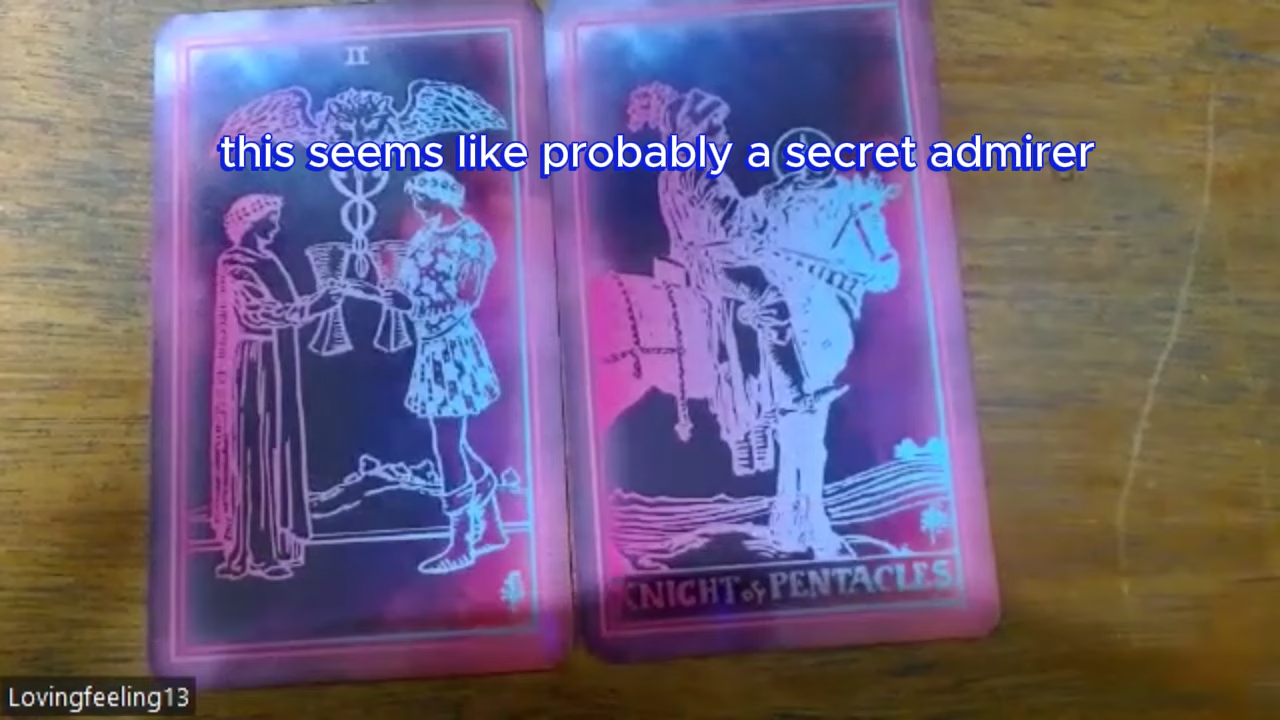 II
this seems like probably a secret admirer
KNIGHT of PENTACLES
Lovingfeeling13